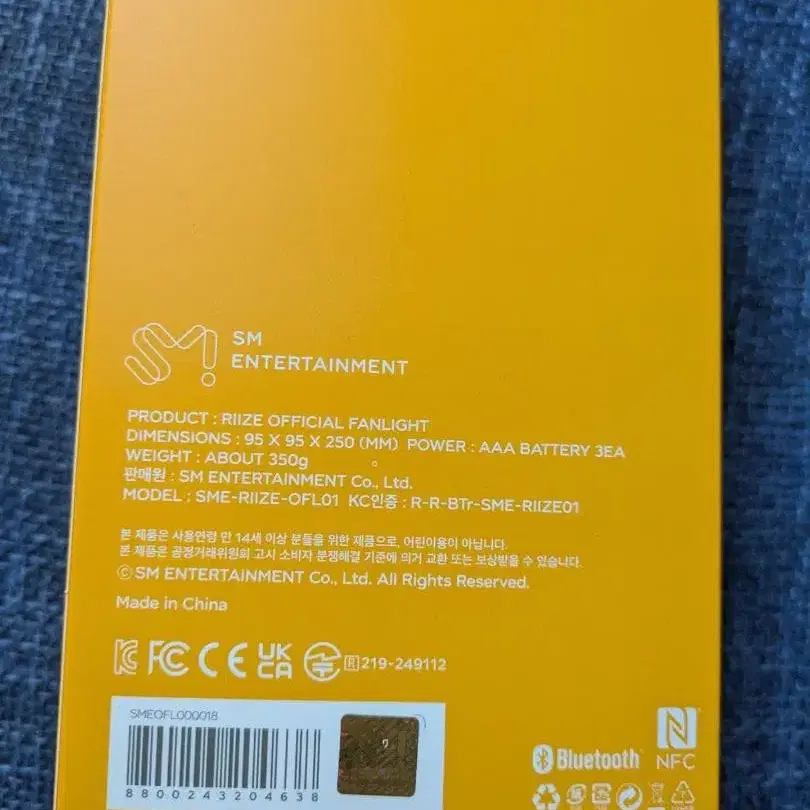 SM
ENTERTAINMENT
PRODUCT : RIIZE OFFICIAL FANLIGHT
DIMENSIONS : 95 X 95 X 250 (MM) POWER : AAA BATTERY 3EA
WEIGHT : ABOUT 350g
판매원 : SM ENTERTAINMENT Co., Ltd.
MODEL : SME-RIIZE-OFL01 KC인증 : R-R-BTr-SME-RIIZE01
본 제품은 사용연령 만 14세 이상 분들을 위한 제품으로, 어린이용이 아닙니다.
본 제품은 공정거래위원회 고시 소비자 분쟁해결 기준에 의거 교환 또는 보상받을 수 있습니다.
ⓒ SM ENTERTAINMENT Co., Ltd. All Rights Reserved.
Made in China
KC FC CE UK CA R 219-249112
SMEOFL000018
8800243204638
Bluetooth NFC